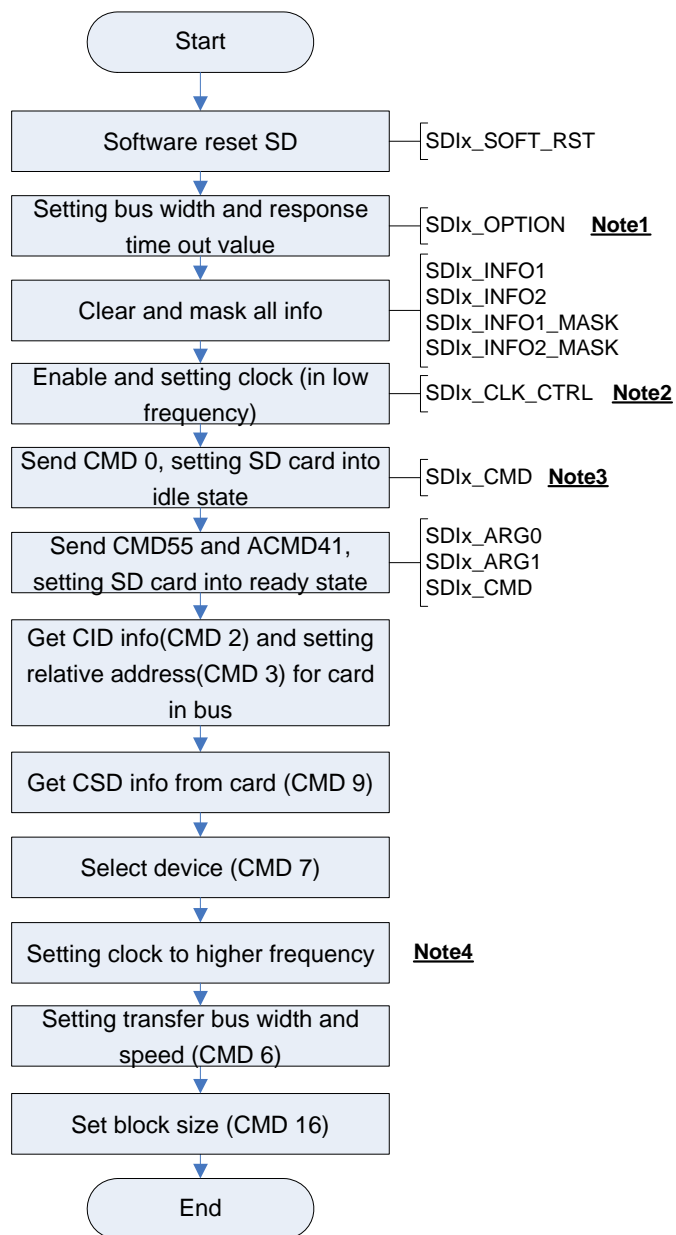 Start
Software reset SD
SDIx_SOFT_RST
Setting bus width and response
time out value
SDIx_OPTION Note1
Clear and mask all info
SDIx_INFO1
SDIx_INFO2
SDIx_INFO1_MASK
SDIx_INFO2_MASK
Enable and setting clock (in low
frequency)
SDIx_CLK_CTRL Note2
Send CMD 0, setting SD card into
idle state
SDIx_CMD Note3
Send CMD55 and ACMD41,
setting SD card into ready state
SDIx_ARG0
SDIx_ARG1
SDIx_CMD
Get CID info(CMD 2) and setting
relative address(CMD 3) for card
in bus
Get CSD info from card (CMD 9)
Select device (CMD 7)
Setting clock to higher frequency
Note4
Setting transfer bus width and
speed (CMD 6)
Set block size (CMD 16)
End